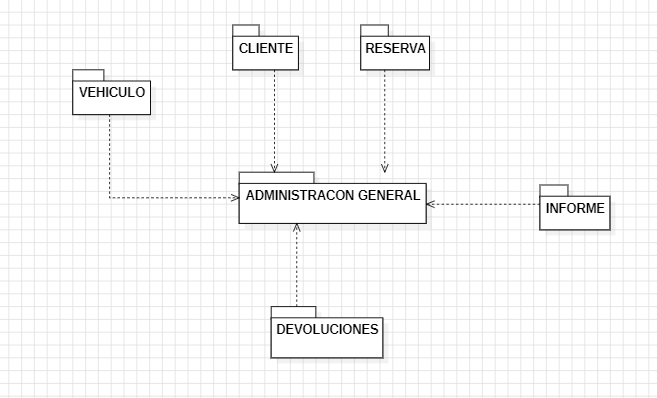 CLIENTE
RESERVA
VEHICULO
ADMINISTRACON GENERAL
INFORME
DEVOLUCIONES